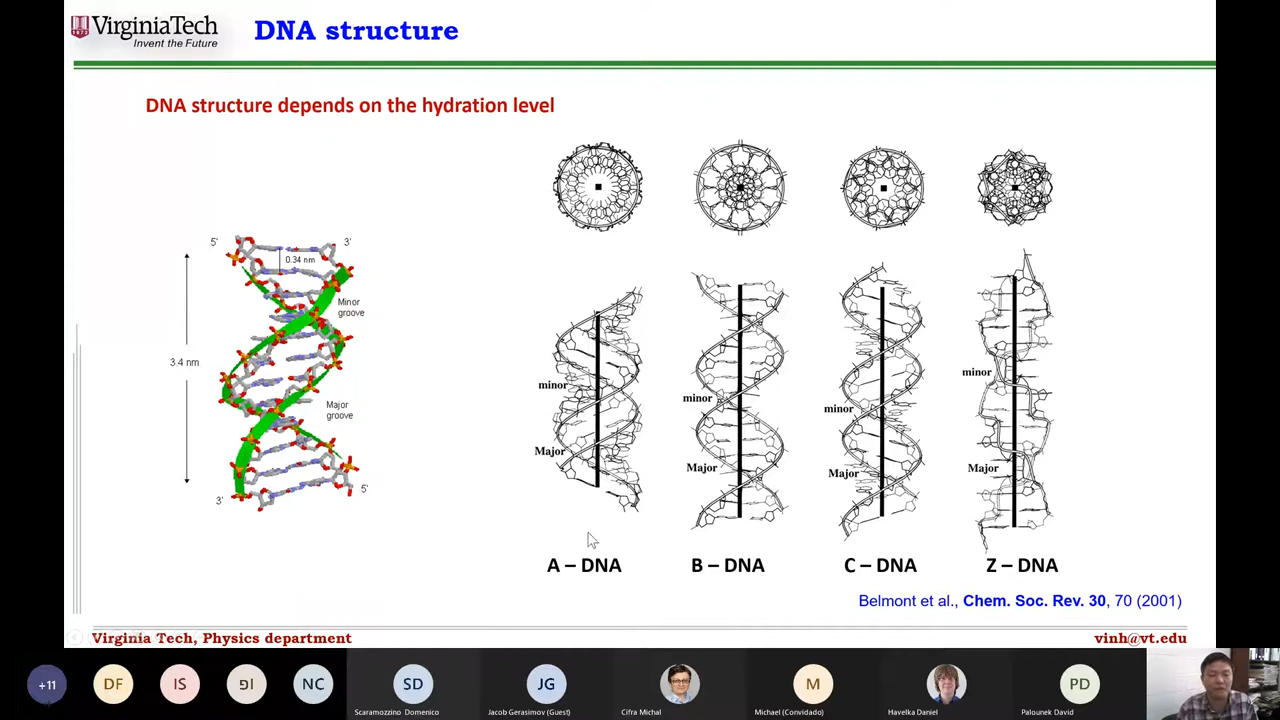 VirginiaTech
Invent the Future
DNA structure
DNA structure depends on the hydration level
5'
3'
0.34 nm
Minor
groove
3.4 nm
Major
groove
3'
5'
minor
Major
minor
Major
minor
Major
minor
Major
A – DNA
B – DNA
C – DNA
Z – DNA
Belmont et al., Chem. Soc. Rev. 30, 70 (2001)
Virginia Tech, Physics department
vinh@vt.edu
+11
DF
IS
פו
NC
SD
JG
M
PD
Scaramozzino Domenico
Jacob Gerasimov (Guest)
Cifra Michal
Michael (Convidado)
Havelka Daniel
Palounek David